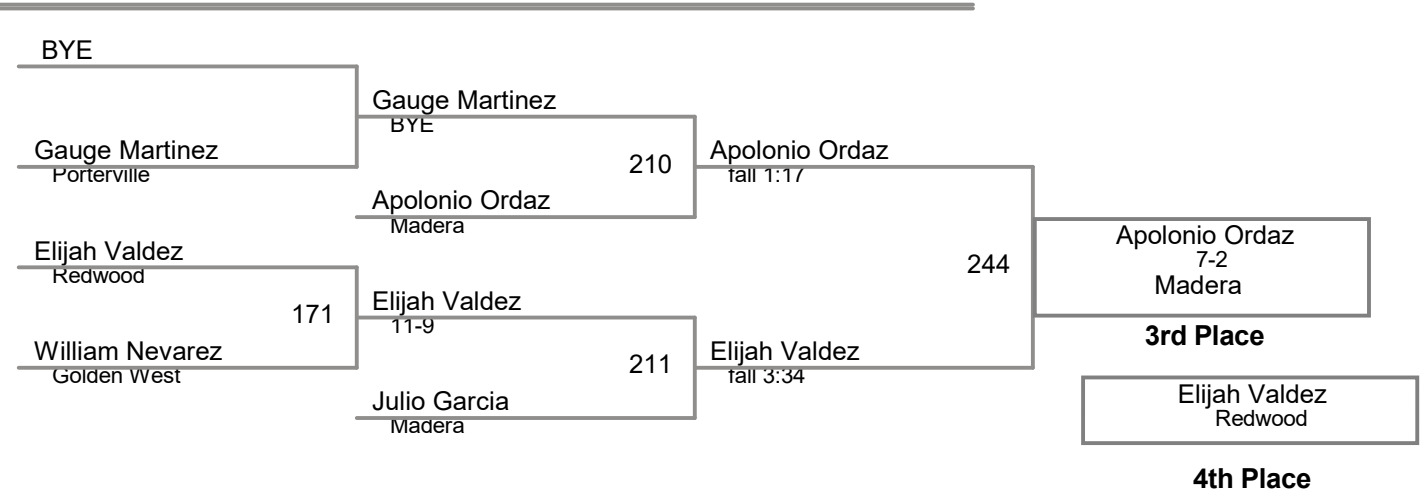 BYE
Gauge Martinez
BYE
Gauge Martinez
Porterville
210
Apolonio Ordaz
fall 1:17
Apolonio Ordaz
Madera
Elijah Valdez
Redwood
244
Apolonio Ordaz
7-2
Madera
3rd Place
171
Elijah Valdez
11-9
William Nevarez
Golden West
211
Elijah Valdez
fall 3:34
Julio Garcia
Madera
Elijah Valdez
Redwood
4th Place